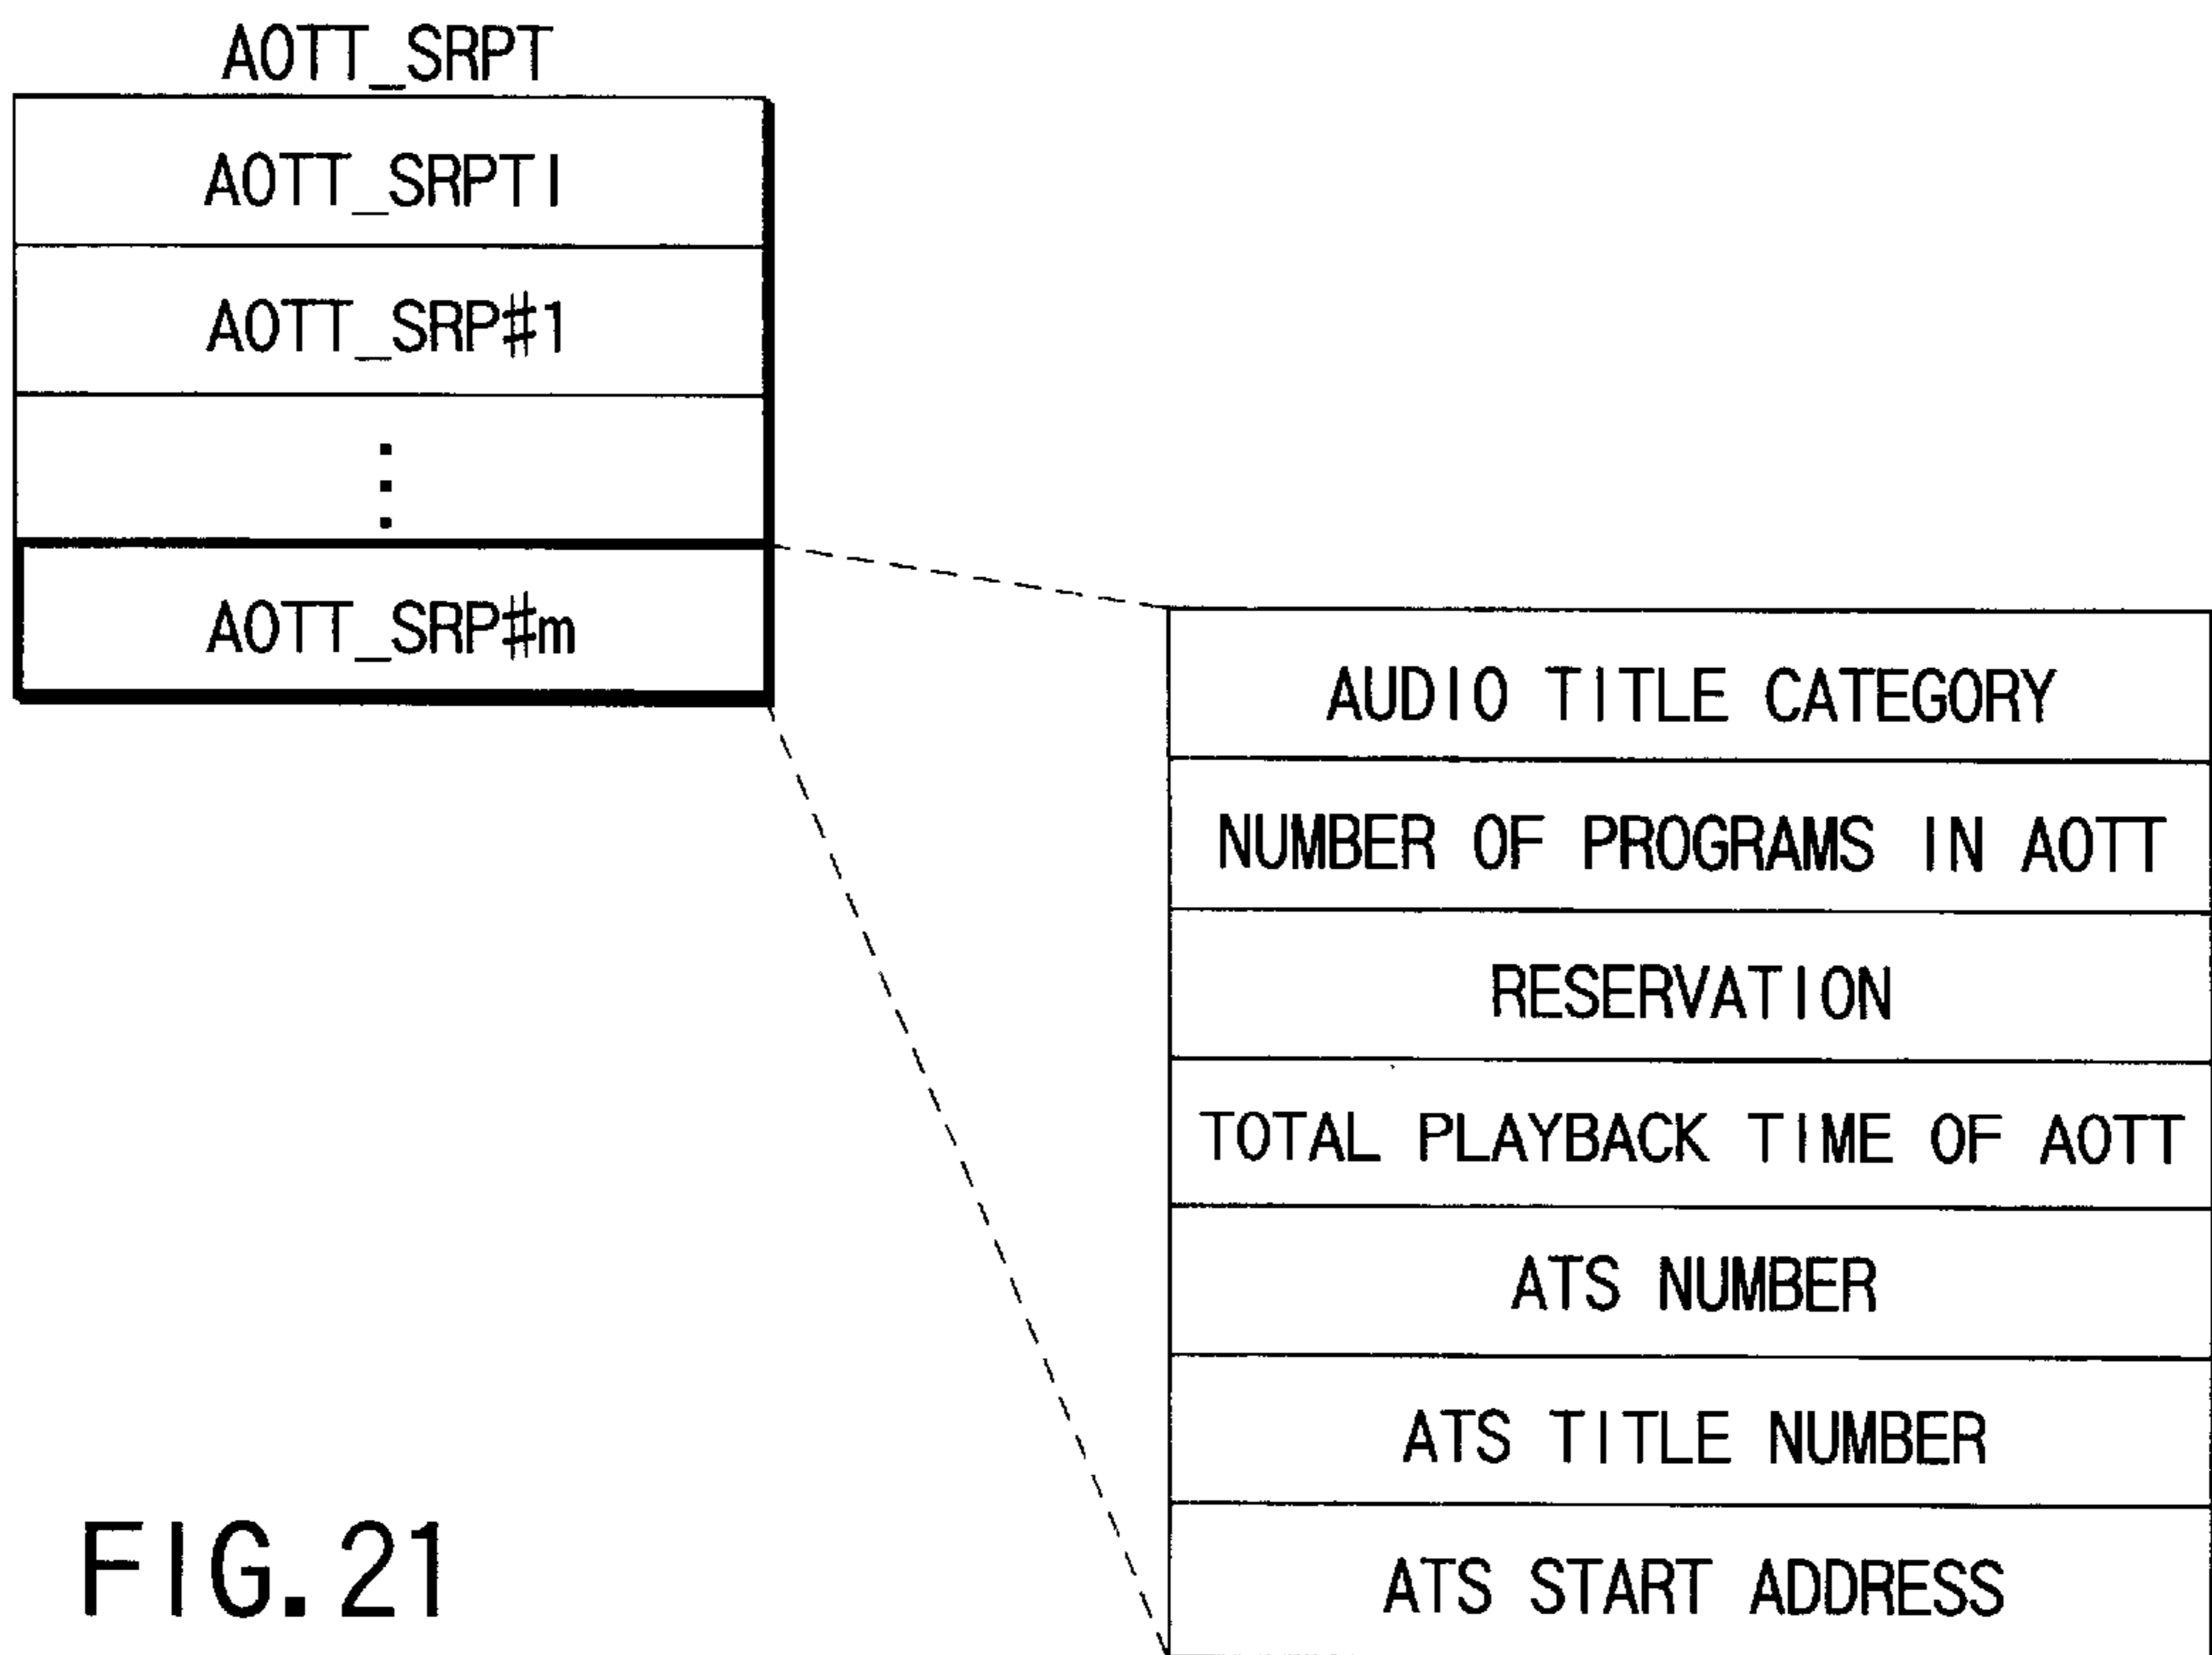 AOTT_SRPT
AOTT_SRPTI
AOTT_SRP#1
AOTT_SRP#m
AUDIO TITLE CATEGORY
NUMBER OF PROGRAMS IN AOTT
RESERVATION
TOTAL PLAYBACK TIME OF AOTT
ATS NUMBER
ATS TITLE NUMBER
ATS START ADDRESS
FIG. 21